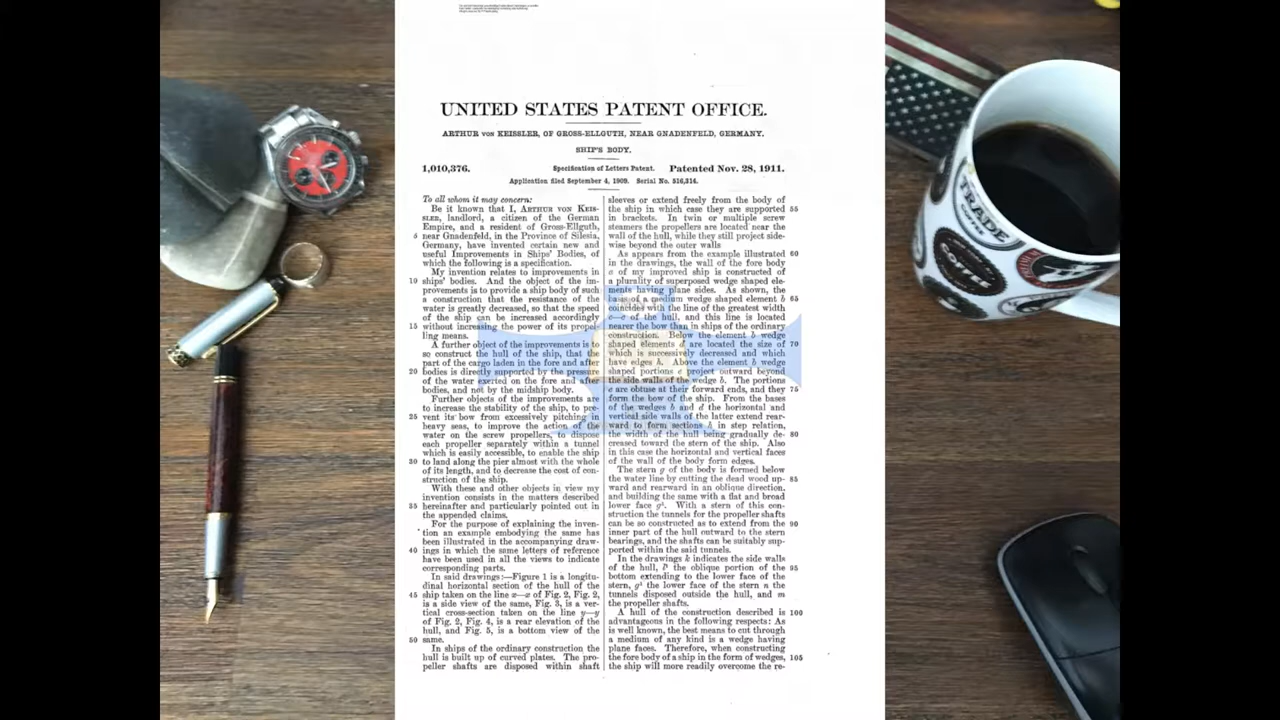 UNITED STATES PATENT OFFICE.
ARTHUR VON KEISSLER, OF GROSS-ELLGUTH, NEAR GNADENFELD, GERMANY.
SHIP'S BODY.
1,010,376. Specification of Letters Patent. Patented Nov. 28, 1911.
Application filed September 4, 1909. Serial No. 516,314.
To all whom it may concern:
Be it known that I, ARTHUR VON KEIS-
SLER, landlord, a citizen of the German
Empire, and a resident of Gross-Ellguth,
5 near Gnadenfeld, in the Province of Silesia,
Germany, have invented certain new and
useful Improvements in Ships' Bodies, of
which the following is a specification.
My invention relates to improvements in
10 ships' bodies. And the object of the im-
provements is to provide a ship body of such
a construction that the resistance of the
water is greatly decreased, so that the speed
of the ship can be increased accordingly
15 without increasing the power of its propel-
ling means.
A further object of the improvements is to
so construct the hull of the ship, that the
part of the cargo laden in the fore and after
20 bodies is directly supported by the pressure
of the water exerted on the fore and after
bodies, and not by the midship body.
Further objects of the improvements are
to increase the stability of the ship, to pre-
25 vent its bow from excessively pitching in
heavy seas, to improve the action of the
water on the screw propellers, to dispose
each propeller separately within a tunnel
which is easily accessible, to enable the ship
30 to land along the pier almost with the whole
of its length, and to decrease the cost of con-
struction of the ship.
With these and other objects in view my
invention consists in the matters described
35 hereinafter and particularly pointed out in
the appended claims.
For the purpose of explaining the inven-
tion an example embodying the same has
been illustrated in the accompanying draw-
40 ings in which the same letters of reference
have been used in all the views to indicate
corresponding parts.
In said drawings:—Figure 1 is a longitu-
dinal horizontal section of the hull of the
45 ship taken on the line x—x of Fig. 2, Fig. 2,
is a side view of the same, Fig. 3, is a ver-
tical cross-section taken on the line y—y
of Fig. 2, Fig. 4, is a rear elevation of the
hull, and Fig. 5, is a bottom view of the
50 same.
In ships of the ordinary construction the
hull is built up of curved plates. The pro-
peller shafts are disposed within shaft
sleeves or extend freely from the body of
the ship in which case they are supported 55
in brackets. In twin or multiple screw
steamers the propellers are located near the
wall of the hull, while they still project side-
wise beyond the outer walls
As appears from the example illustrated 60
in the drawings, the wall of the fore body
a of my improved ship is constructed of
a plurality of superposed wedge shaped ele-
ments having plane sides. As shown, the
basis of a medium wedge shaped element b 65
coincides with the line of the greatest width
c—c of the hull, and this line is located
nearer the bow than in ships of the ordinary
construction. Below the element b wedge
shaped elements d are located the size of 70
which is successively decreased and which
have edges h. Above the element b wedge
shaped portions e project outward beyond
the side walls of the wedge b. The portions
e are obtuse at their forward ends, and they 75
form the bow of the ship. From the bases
of the wedges b and d the horizontal and
vertical side walls of the latter extend rear-
ward to form sections h in step relation,
the width of the hull being gradually de- 80
creased toward the stern of the ship. Also
in this case the horizontal and vertical faces
of the wall of the body form edges.
The stern g of the body is formed below
the water line by cutting the dead wood up- 85
ward and rearward in an oblique direction,
and building the same with a flat and broad
lower face g¹. With a stern of this con-
struction the tunnels for the propeller shafts
can be so constructed as to extend from the 90
inner part of the hull outward to the stern
bearings, and the shafts can be suitably sup-
ported within the said tunnels.
In the drawings k indicates the side walls
of the hull, the oblique portion of the 95
bottom extending to the lower face of the
stern, g¹ the lower face of the stern n the
tunnels disposed outside the hull, and m
the propeller shafts.
A hull of the construction described is 100
advantageous in the following respects: As
is well known, the best means to cut through
a medium of any kind is a wedge having
plane faces. Therefore, when constructing
the fore body of a ship in the form of wedges, 105
the ship will more readily overcome the re-
TRADE